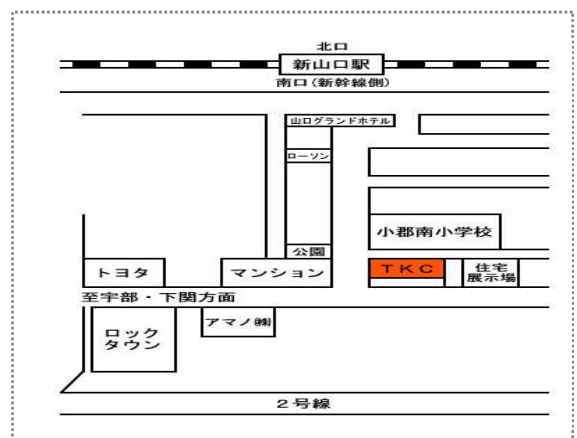 北口
新山口駅
南口(新幹線側)
山口グランドホテル
ローソン
小郡南小学校
公園
トヨタ
マンション
TKC
住宅
展示場
至宇部・下関方面
ロック
タウン
アマノ㈱
2号線